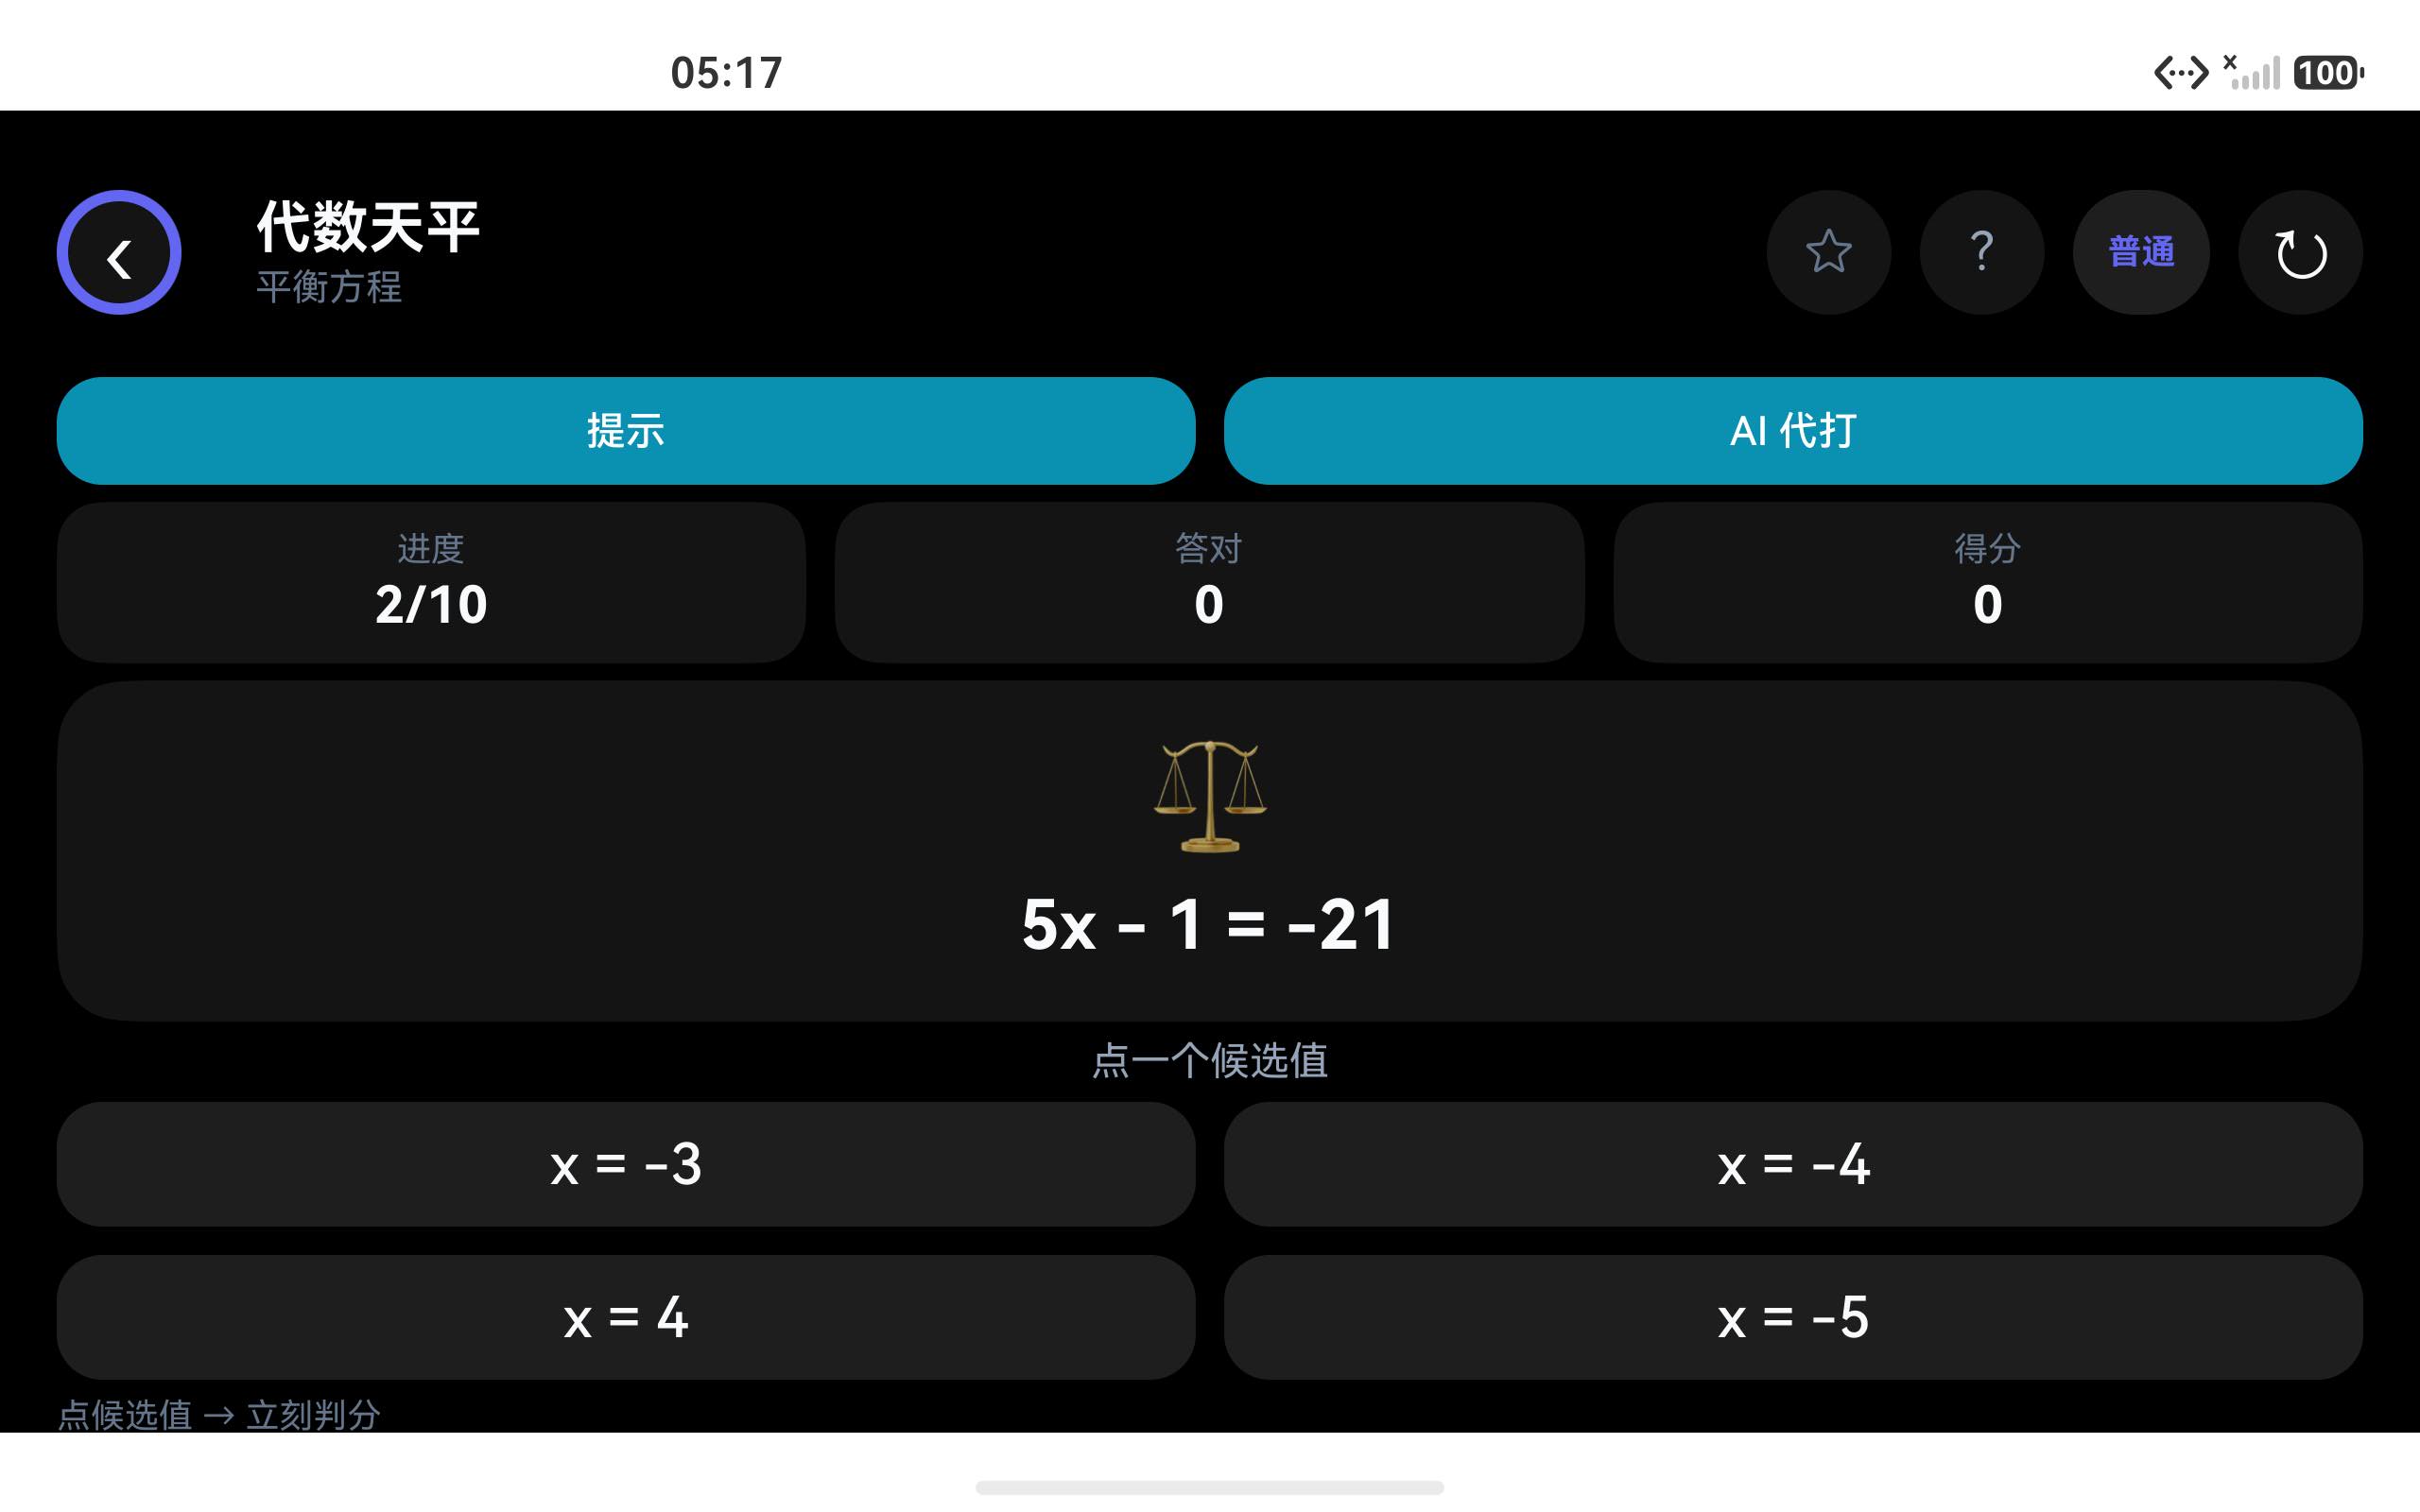 05:17
100
代数天平
平衡方程
?
普通
提示
AI 代打
进度
2/10
答对
0
得分
0
5x - 1 = -21
点一个候选值
x = -3
x = -4
x = 4
x = -5
点候选值 → 立刻判分